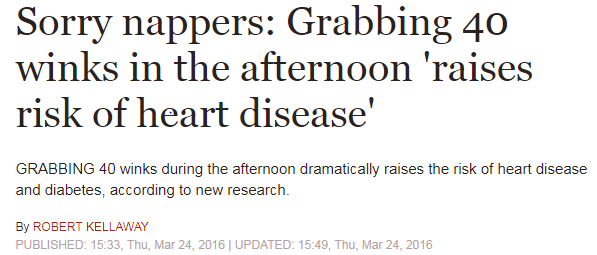 Sorry nappers: Grabbing 40
winks in the afternoon 'raises
risk of heart disease'
GRABBING 40 winks during the afternoon dramatically raises the risk of heart disease
and diabetes, according to new research.
By ROBERT KELLAWAY
PUBLISHED: 15:33, Thu, Mar 24, 2016 | UPDATED: 15:49, Thu, Mar 24, 2016